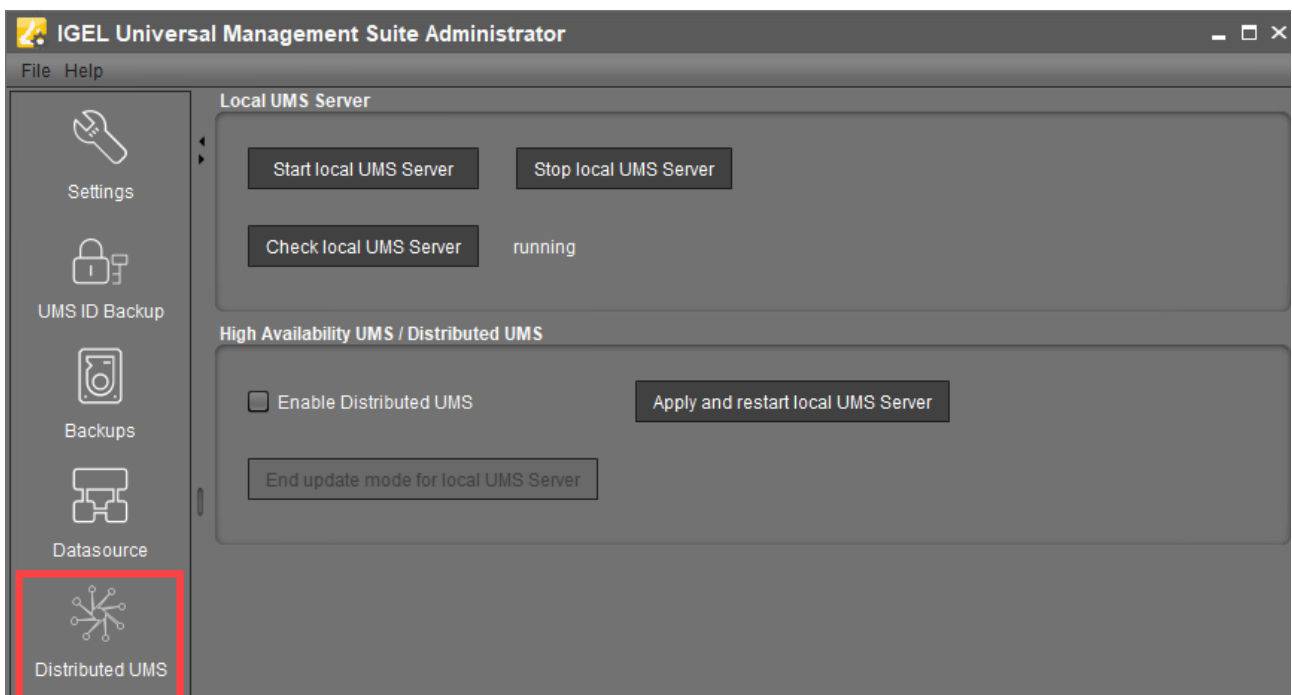 IGEL Universal Management Suite Administrator
File Help
Settings
UMS ID Backup
Backups
Datasource
Distributed UMS
Local UMS Server
Start local UMS Server Stop local UMS Server
Check local UMS Server running
High Availability UMS / Distributed UMS
Enable Distributed UMS Apply and restart local UMS Server
End update mode for local UMS Server